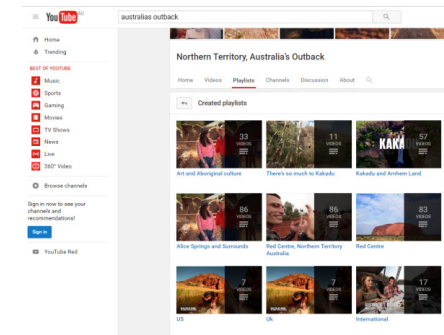 You Tube AU
australias outback
Home
Trending
BEST OF YOUTUBE
Music
Sports
Gaming
Movies
TV Shows
News
Live
360° Video
Browse channels
Sign in now to see your
channels and
recommendations!
Sign in
YouTube Red
Northern Territory, Australia's Outback
Home Videos Playlists Channels Discussion About
Created playlists
33
VIDEOS
Art and Aboriginal culture
11
VIDEOS
There's so much to Kakadu
KAKA
57
VIDEOS
Kakadu and Arnhem Land
86
VIDEOS
Alice Springs and Surrounds
86
VIDEOS
Red Centre, Northern Territory
Australia
83
VIDEOS
Red Centre
7
VIDEOS
US
7
VIDEOS
Uk
17
VIDEOS
International